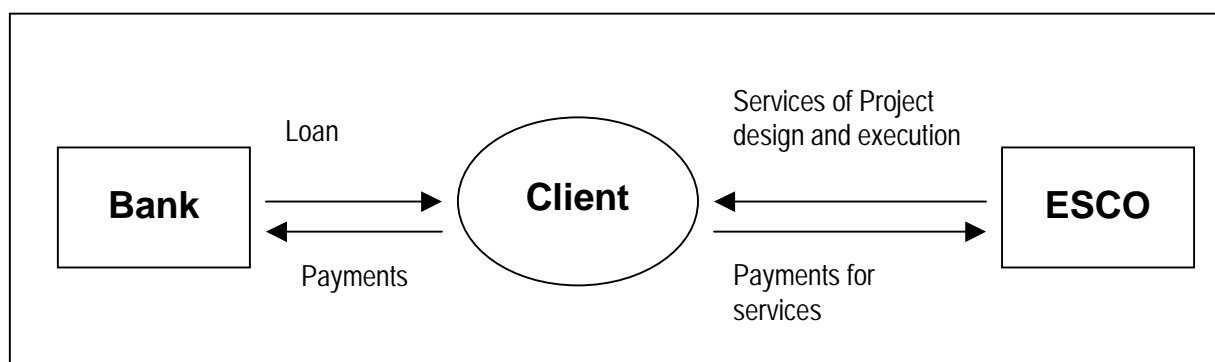 Services of Project
design and execution
Loan
Bank
Client
ESCO
Payments
Payments for
services